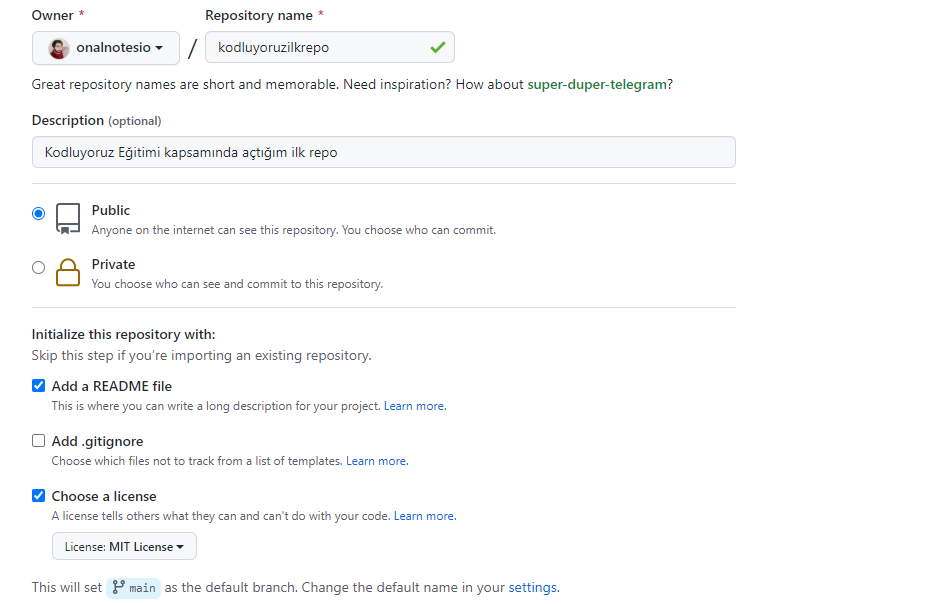 Owner * Repository name *
onalnotesio / kodluyoruzilkrepo
Great repository names are short and memorable. Need inspiration? How about super-duper-telegram?
Description (optional)
Kodluyoruz Eğitimi kapsamında açtığım ilk repo
Public
Anyone on the internet can see this repository. You choose who can commit.
Private
You choose who can see and commit to this repository.
Initialize this repository with:
Skip this step if you're importing an existing repository.
Add a README file
This is where you can write a long description for your project. Learn more.
Add .gitignore
Choose which files not to track from a list of templates. Learn more.
Choose a license
A license tells others what they can and can't do with your code. Learn more.
License: MIT License
This will set main as the default branch. Change the default name in your settings.